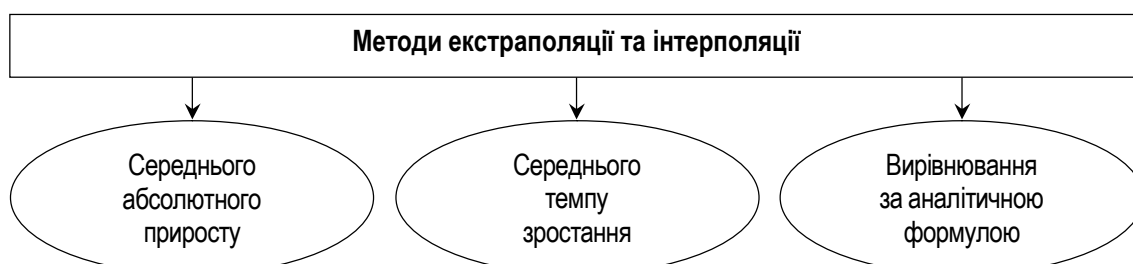 Методи екстраполяції та інтерполяції
Середнього
абсолютного
приросту
Середнього
темпу
зростання
Вирівнювання
за аналітичною
формулою